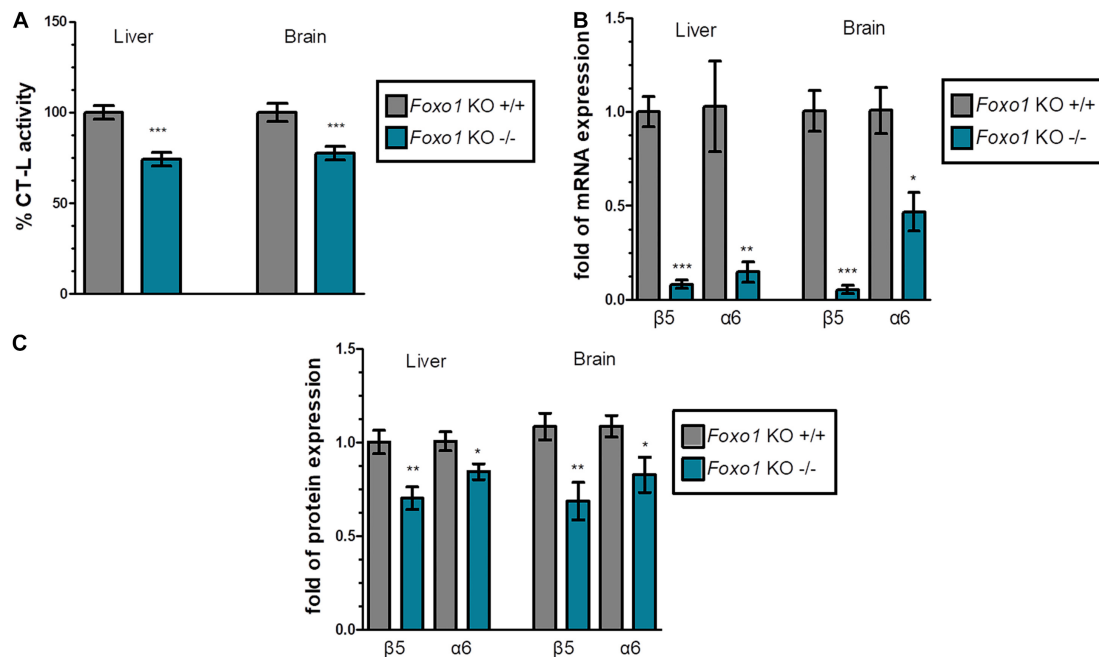 A
% CT-L activity
150
100
50
0
Liver
Brain
***
***
Foxo1 KO +/+
Foxo1 KO -/-
B
fold of mRNA expression
1.5
1.0
0.5
0.0
Liver
Brain
***
**
***
*
β5
α6
β5
α6
Foxo1 KO +/+
Foxo1 KO -/-
C
fold of protein expression
1.5
1.0
0.5
0.0
Liver
Brain
**
*
**
*
β5
α6
β5
α6
Foxo1 KO +/+
Foxo1 KO -/-